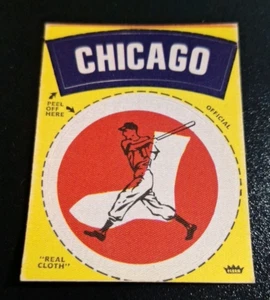 CHICAGO
PEEL
OFF
HERE
OFFICIAL
"REAL
CLOTH"
FLEER